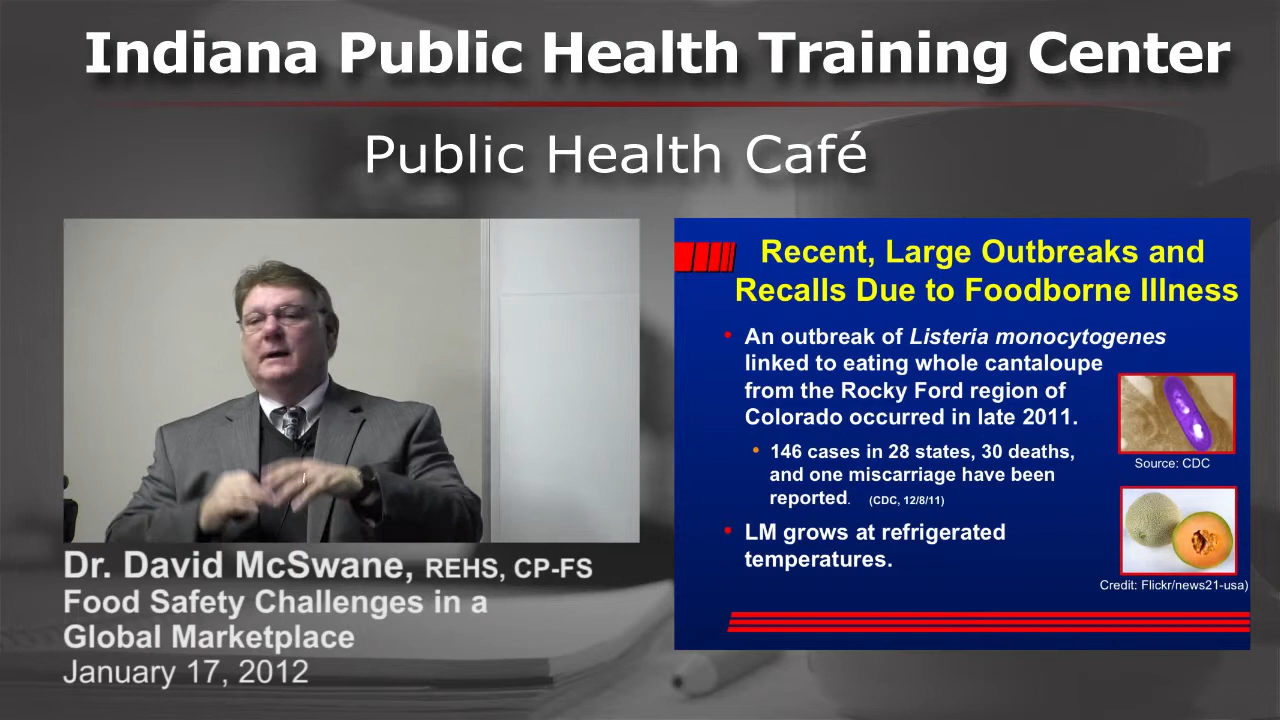 Indiana Public Health Training Center
Public Health Café
Dr. David McSwane, REHS, CP-FS
Food Safety Challenges in a
Global Marketplace
January 17, 2012
Recent, Large Outbreaks and
Recalls Due to Foodborne Illness
• An outbreak of Listeria monocytogenes
linked to eating whole cantaloupe
from the Rocky Ford region of
Colorado occurred in late 2011.
• 146 cases in 28 states, 30 deaths,
and one miscarriage have been
reported. (CDC, 12/8/11)
• LM grows at refrigerated
temperatures.
Source: CDC
Credit: Flickr/news21-usa)